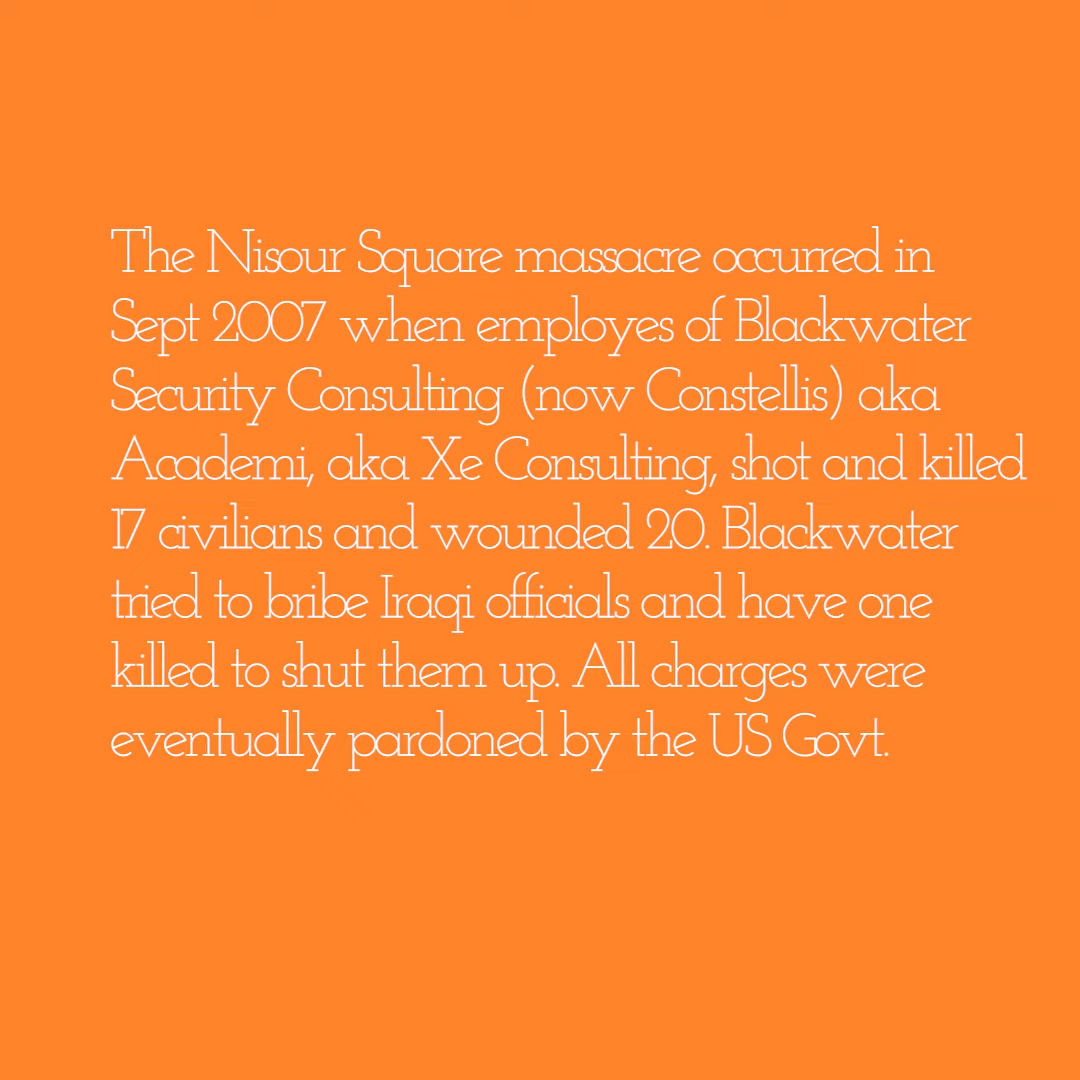 The Nisour Square massacre occurred in
Sept 2007 when employes of Blackwater
Security Consulting (now Constellis) aka
Academi, aka Xe Consulting, shot and killed
17 civilians and wounded 20. Blackwater
tried to bribe Iraqi officials and have one
killed to shut them up. All charges were
eventually pardoned by the US Govt.